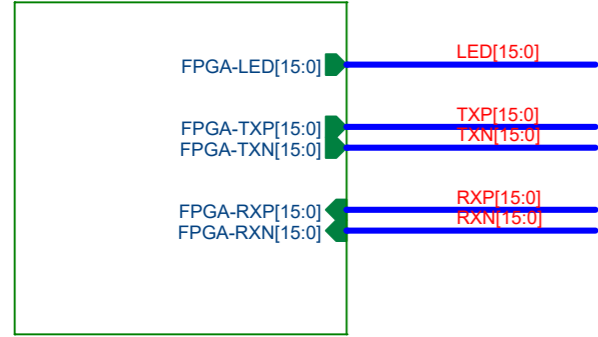 FPGA-LED[15:0] LED[15:0]
FPGA-TXP[15:0] TXP[15:0]
FPGA-TXN[15:0] TXN[15:0]
FPGA-RXP[15:0] RXP[15:0]
FPGA-RXN[15:0] RXN[15:0]